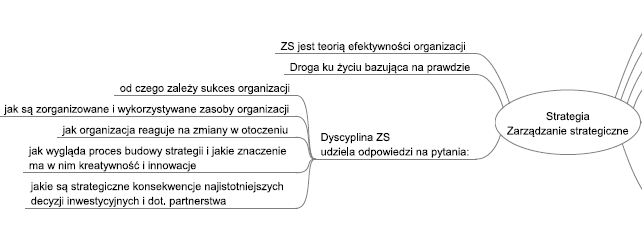 ZS jest teorią efektywności organizacji
Droga ku życiu bazująca na prawdzie
od czego zależy sukces organizacji
jak są zorganizowane i wykorzystywane zasoby organizacji
jak organizacja reaguje na zmiany w otoczeniu
jak wygląda proces budowy strategii i jakie znaczenie
ma w nim kreatywność i innowacje
jakie są strategiczne konsekwencje najistotniejszych
decyzji inwestycyjnych i dot. partnerstwa
Dyscyplina ZS
udziela odpowiedzi na pytania:
Strategia
Zarządzanie strategiczne